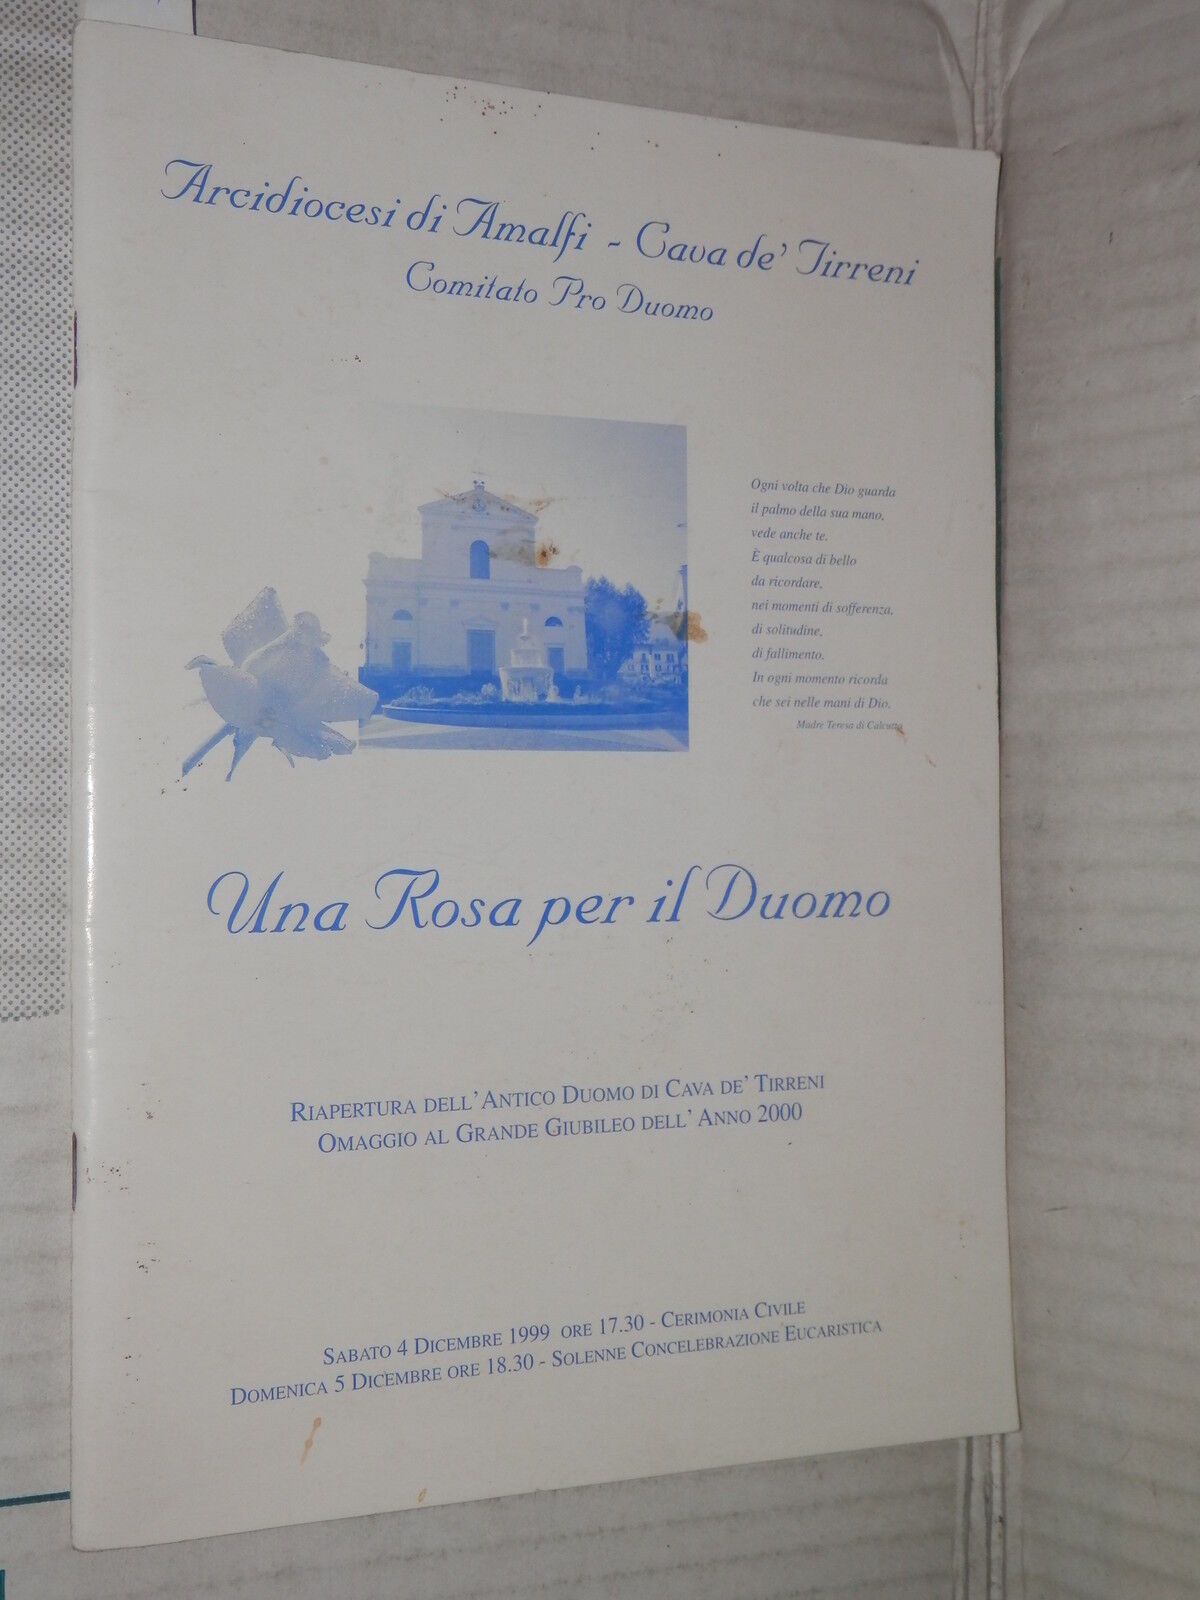 Arcidiocesi di Amalfi - Cava de' Tirreni
Comitato Pro Duomo
Ogni volta che Dio guarda
il palmo della sua mano,
vede anche te.
È qualcosa di bello
da ricordare,
nei momenti di sofferenza,
di solitudine,
di fallimento.
In ogni momento ricorda
che sei nelle mani di Dio.
Madre Teresa di Calcutta
Una Rosa per il Duomo
RIAPERTURA DELL'ANTICO DUOMO DI CAVA DE' TIRRENI
OMAGGIO AL GRANDE GIUBILEO DELL'ANNO 2000
SABATO 4 DICEMBRE 1999 ORE 17.30 - CERIMONIA CIVILE
DOMENICA 5 DICEMBRE ORE 18.30 - SOLENNE CONCELEBRAZIONE EUCARISTICA